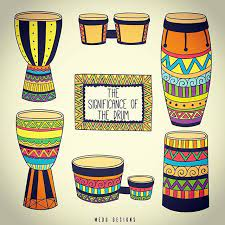 THE
SIGNIFICANCE OF
THE DRUM
MEDU DESIGNS